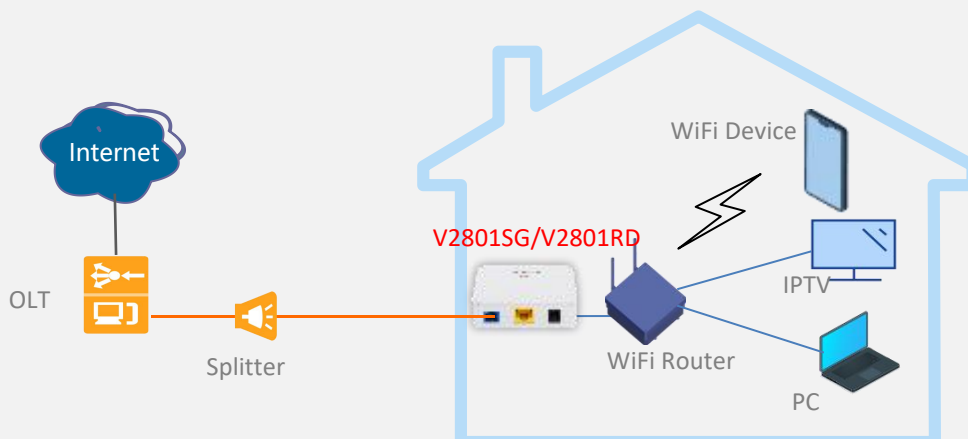 WiFi Device
Internet
V2801SG/V2801RD
IPTV
OLT
Splitter
WiFi Router
PC